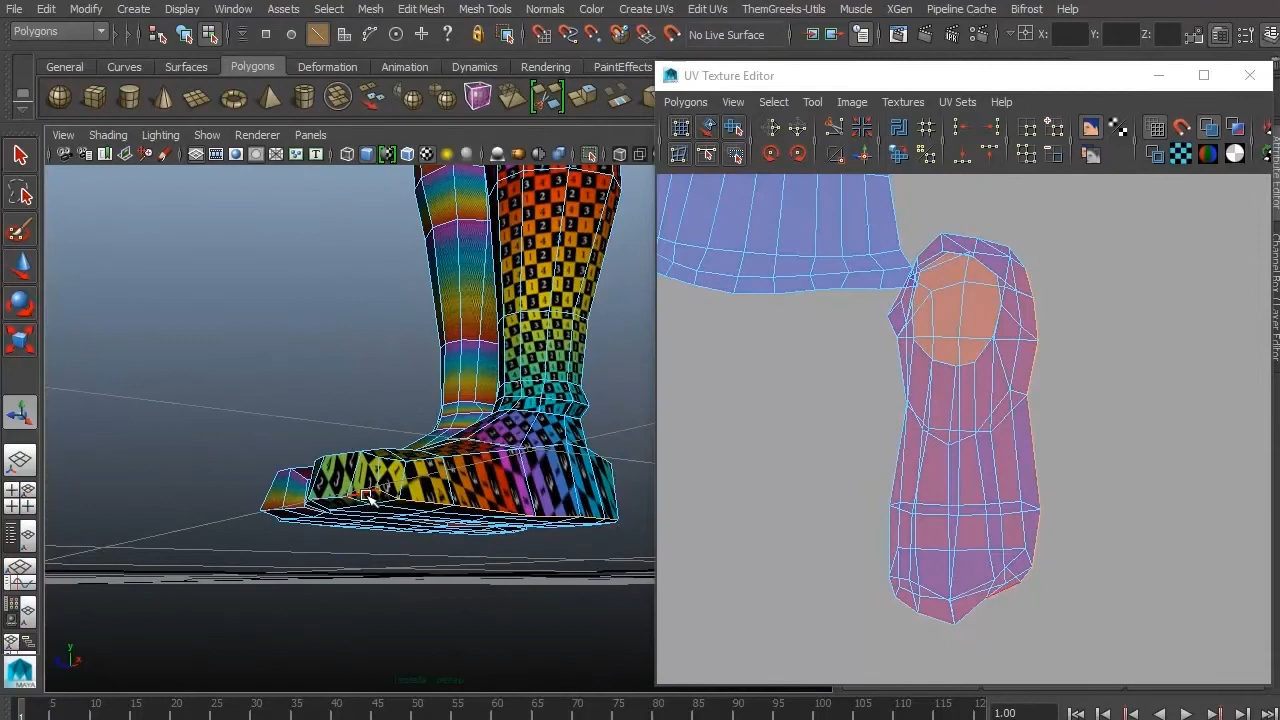 File Edit Modify Create Display Window Assets Select Mesh Edit Mesh Mesh Tools Normals Color Create UVs Edit UVs ThemGreeks-Utils Muscle XGen Pipeline Cache Bifrost Help
Polygons No Live Surface X: Y: Z:
General Curves Surfaces Polygons Deformation Animation Dynamics Rendering PaintEffects
UV Texture Editor
Polygons View Select Tool Image Textures UV Sets Help
View Shading Lighting Show Renderer Panels
y
x
MAYA
5 10 15 20 25 30 35 40 45 50 55 60 65 70 75 80 85 90 95 100 105 110 115 12
1.00